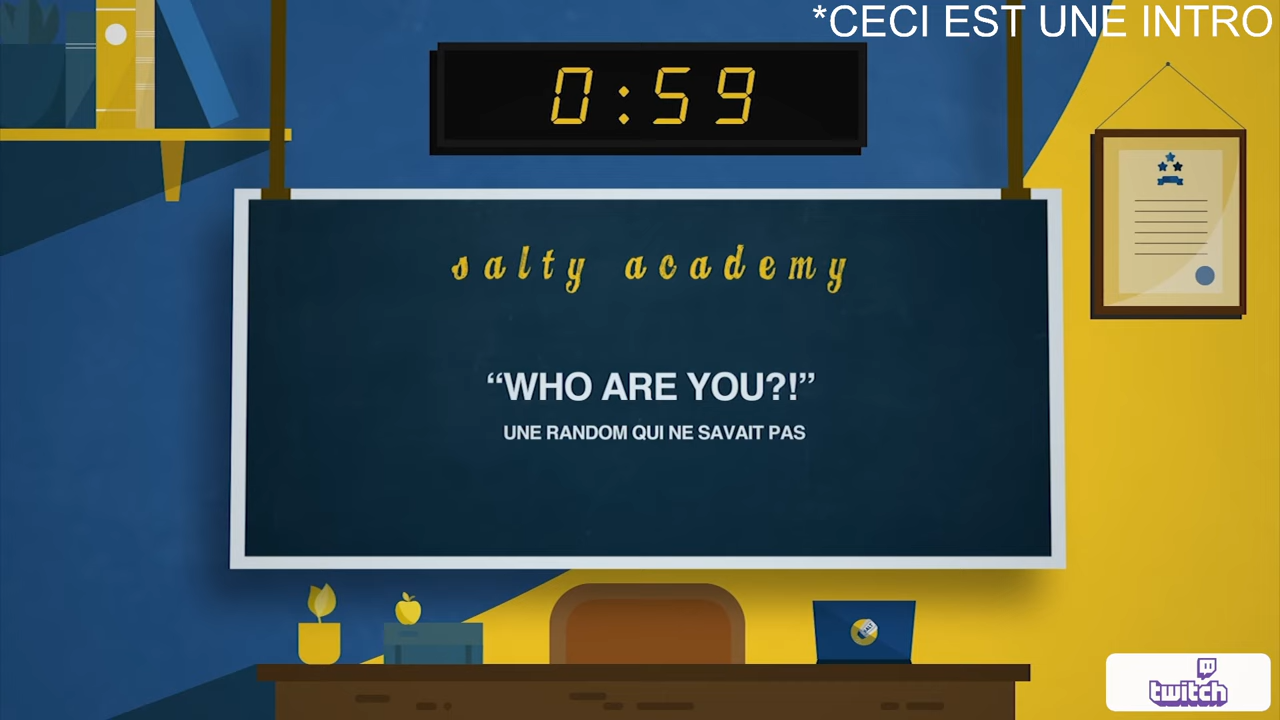 *CECI EST UNE INTRO
0:59
salty academy
“WHO ARE YOU?!”
UNE RANDOM QUI NE SAVAIT PAS
twitch